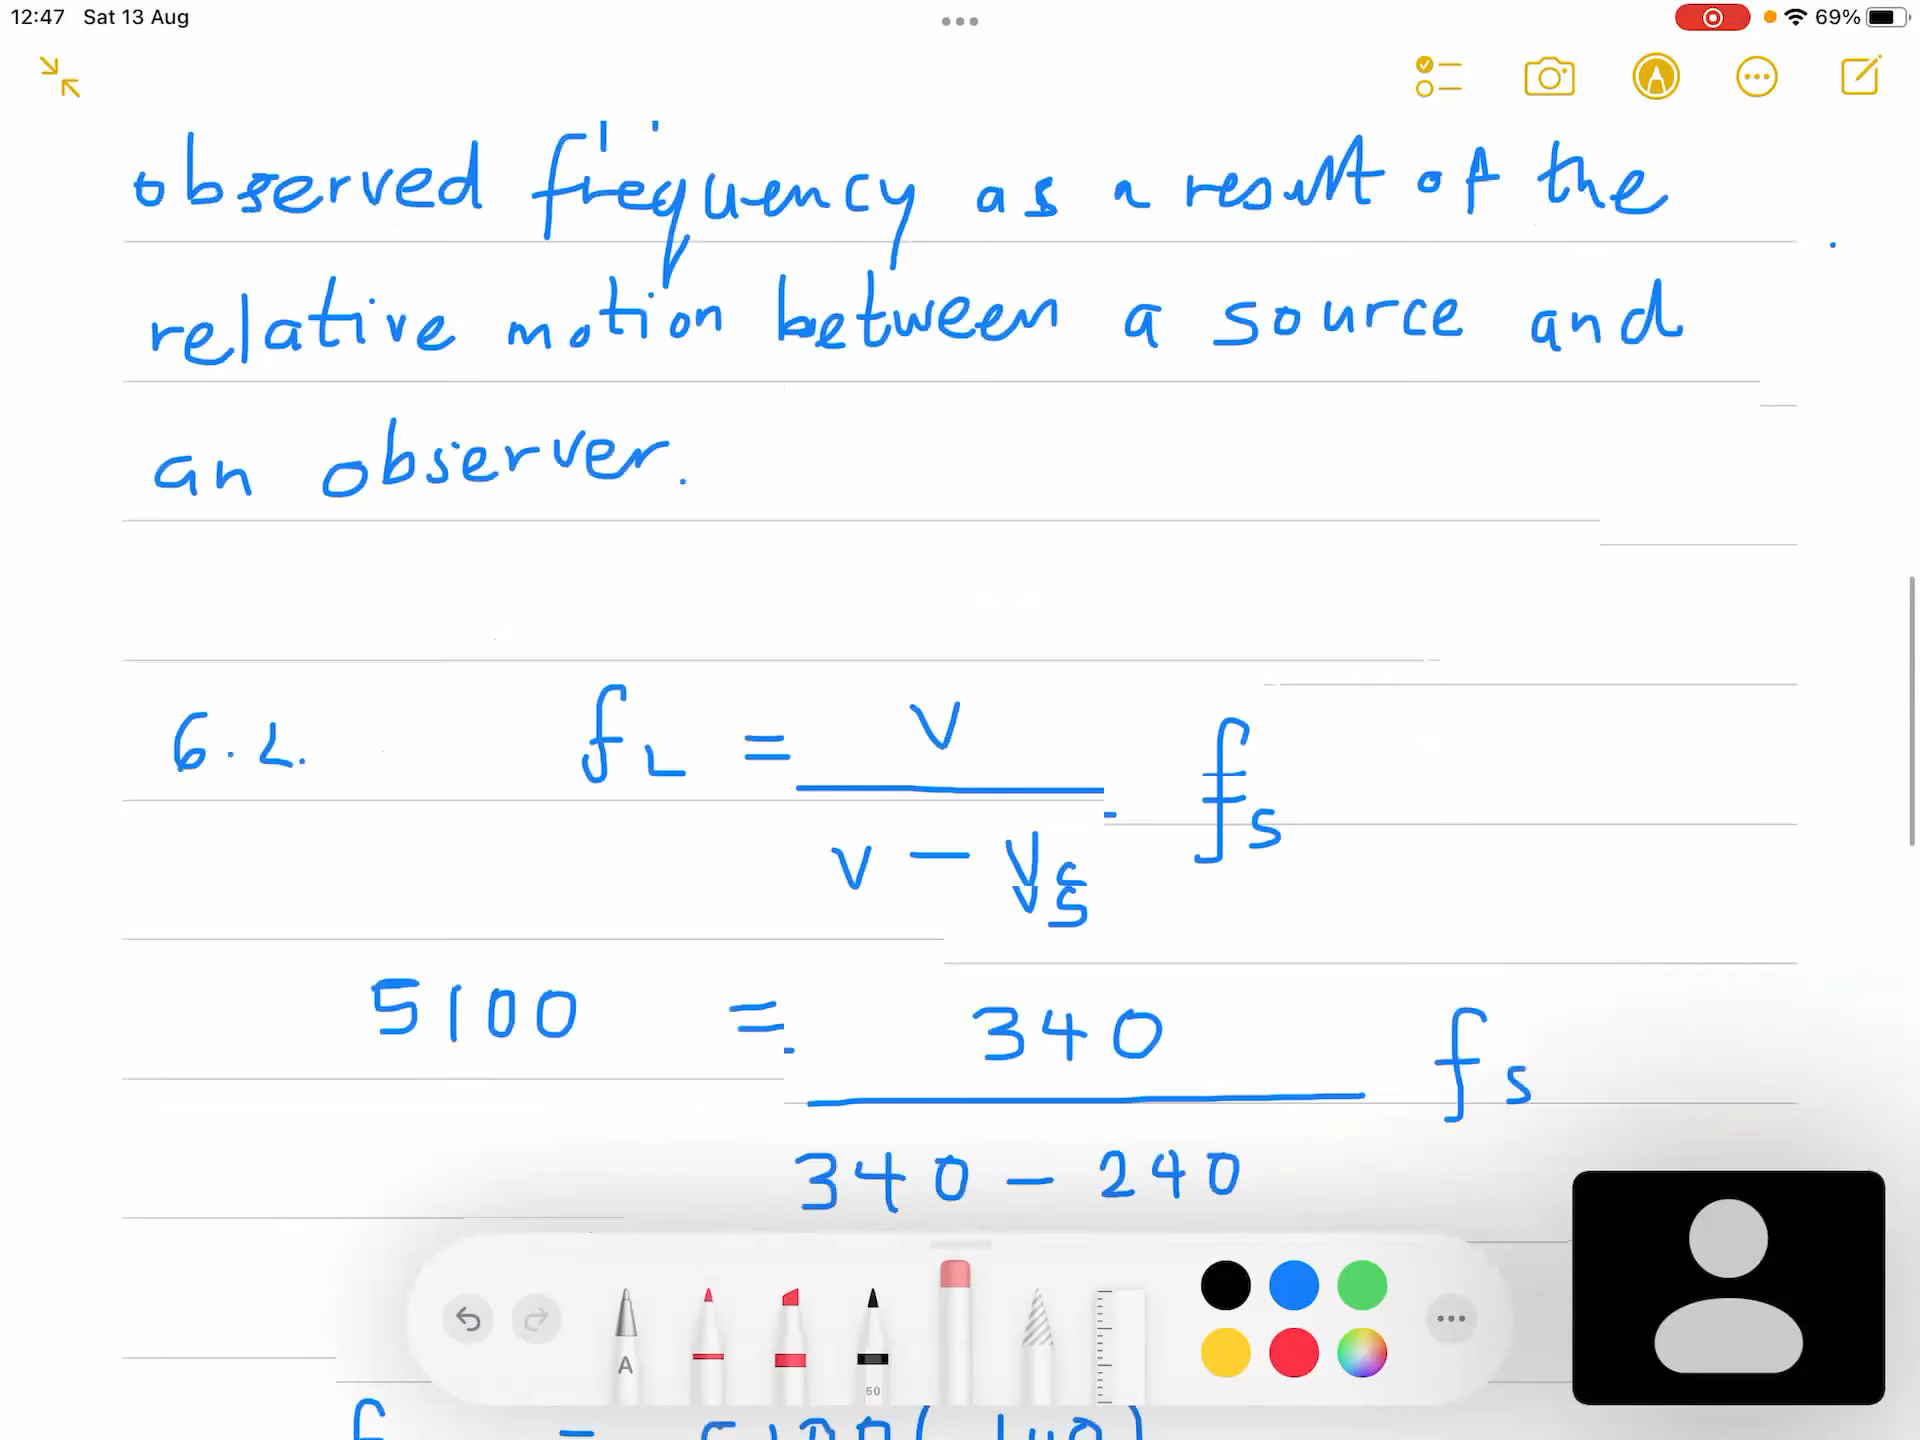 12:47 Sat 13 Aug
69%
observed frequency as a result of the
relative motion between a source and
an observer.
6.2. fL = v / v - vs fs
5100 = 340 / 340 - 240 fs
A
50